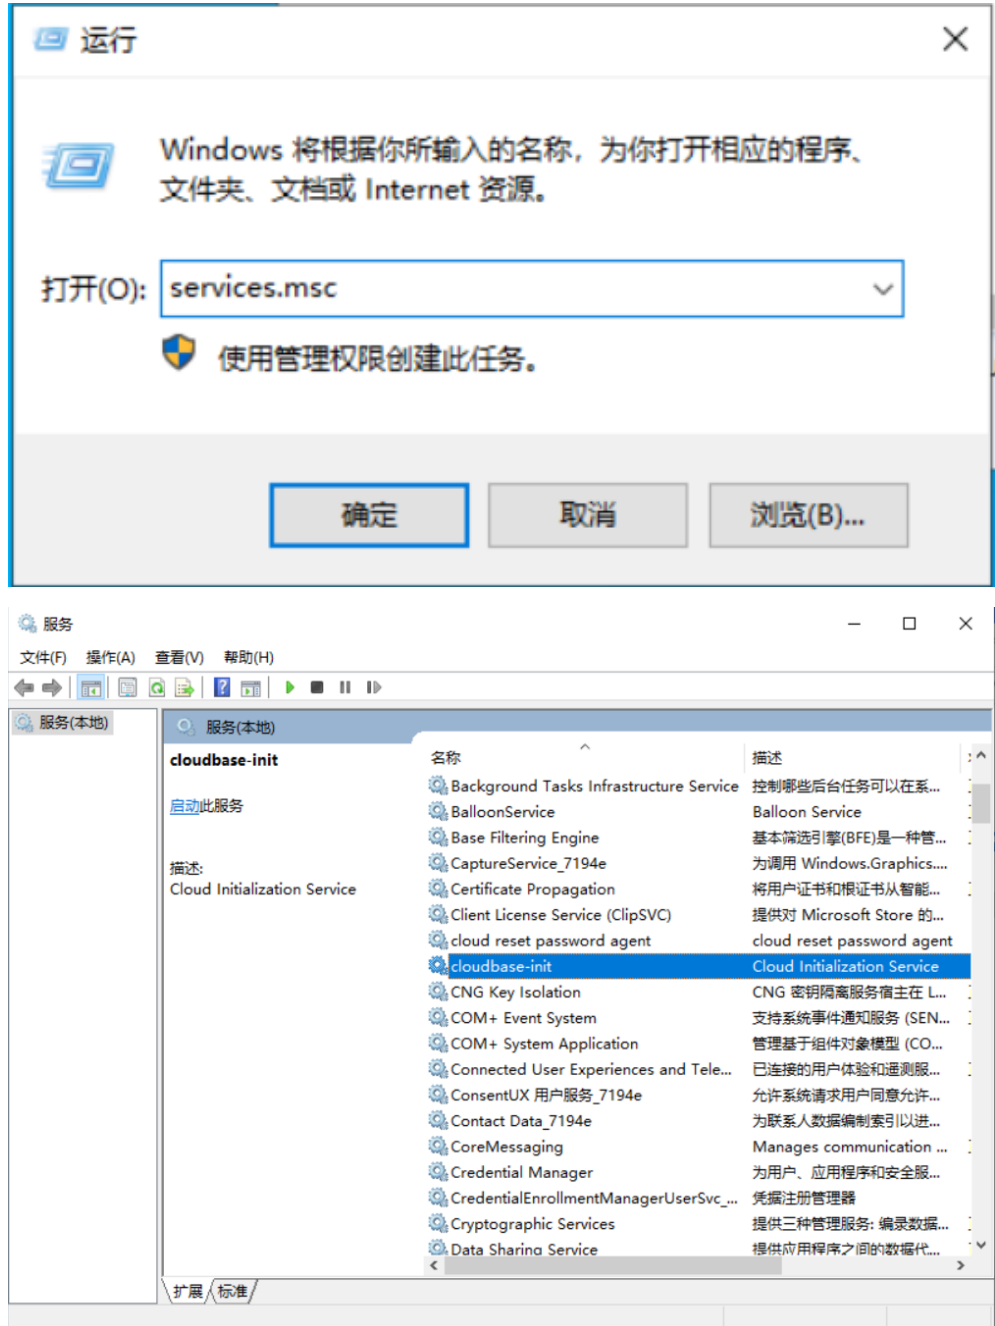 运行
Windows 将根据你所输入的名称，为你打开相应的程序、
文件夹、文档或 Internet 资源。
打开(O):
services.msc
使用管理权限创建此任务。
确定
取消
浏览(B)...
服务
文件(F) 操作(A) 查看(V) 帮助(H)
服务(本地)
服务(本地)
cloudbase-init
启动此服务
描述:
Cloud Initialization Service
名称 描述
Background Tasks Infrastructure Service 控制哪些后台任务可以在系...
BalloonService Balloon Service
Base Filtering Engine 基本筛选引擎(BFE)是一种管...
CaptureService_7194e 为调用 Windows.Graphics....
Certificate Propagation 将用户证书和根证书从智能...
Client License Service (ClipSVC) 提供对 Microsoft Store 的...
cloud reset password agent cloud reset password agent
cloudbase-init Cloud Initialization Service
CNG Key Isolation CNG 密钥隔离服务宿主在 L...
COM+ Event System 支持系统事件通知服务 (SEN...
COM+ System Application 管理基于组件对象模型 (CO...
Connected User Experiences and Tele... 已连接的用户体验和遥测服...
ConsentUX 用户服务_7194e 允许系统请求用户同意允许...
Contact Data_7194e 为联系人数据编制索引以进...
CoreMessaging Manages communication ...
Credential Manager 为用户、应用程序和安全服...
CredentialEnrollmentManagerUserSvc_... 凭据注册管理器
Cryptographic Services 提供三种管理服务: 编录数据...
Data Sharing Service 提供应用程序之间的数据代...
扩展 标准